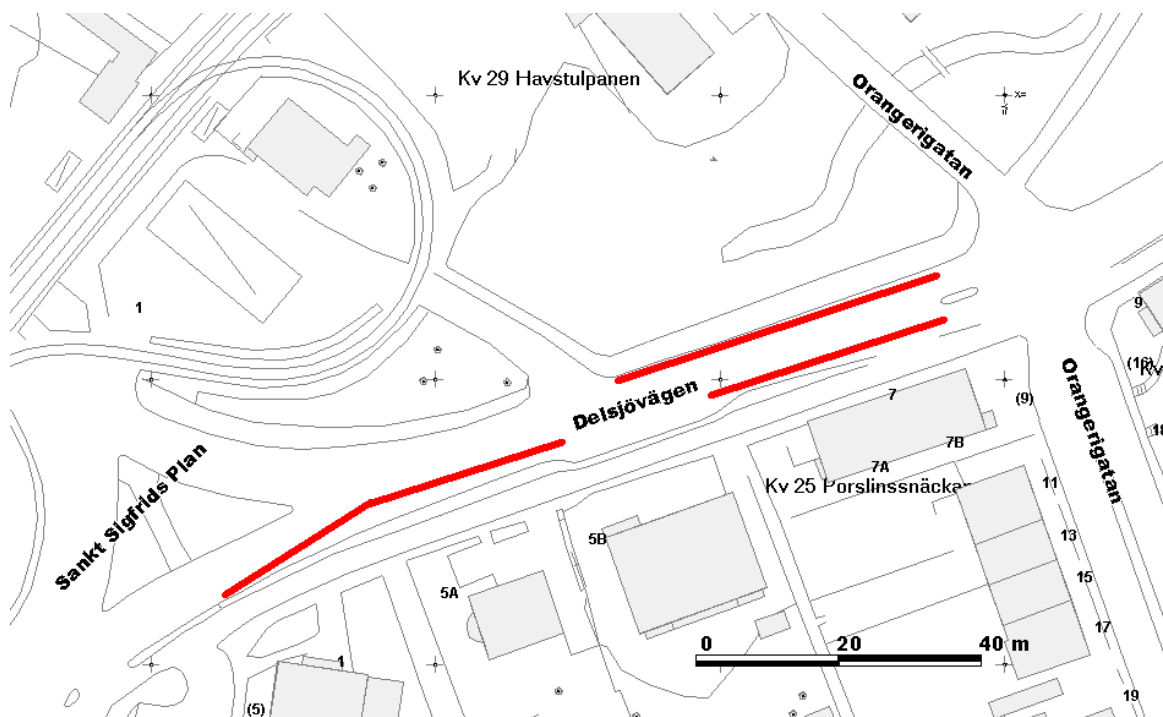 Kv 29 Havstulpanen
Orangerigatan
x=
1
9
(16)
Kv
Delsjövägen
7
(9)
Orangerigatan
18
7B
7A
Kv 25 Porslinssnäckan
11
Sankt Sigfrids Plan
5B
13
5A
15
17
0 20 40 m
1
19
(5)